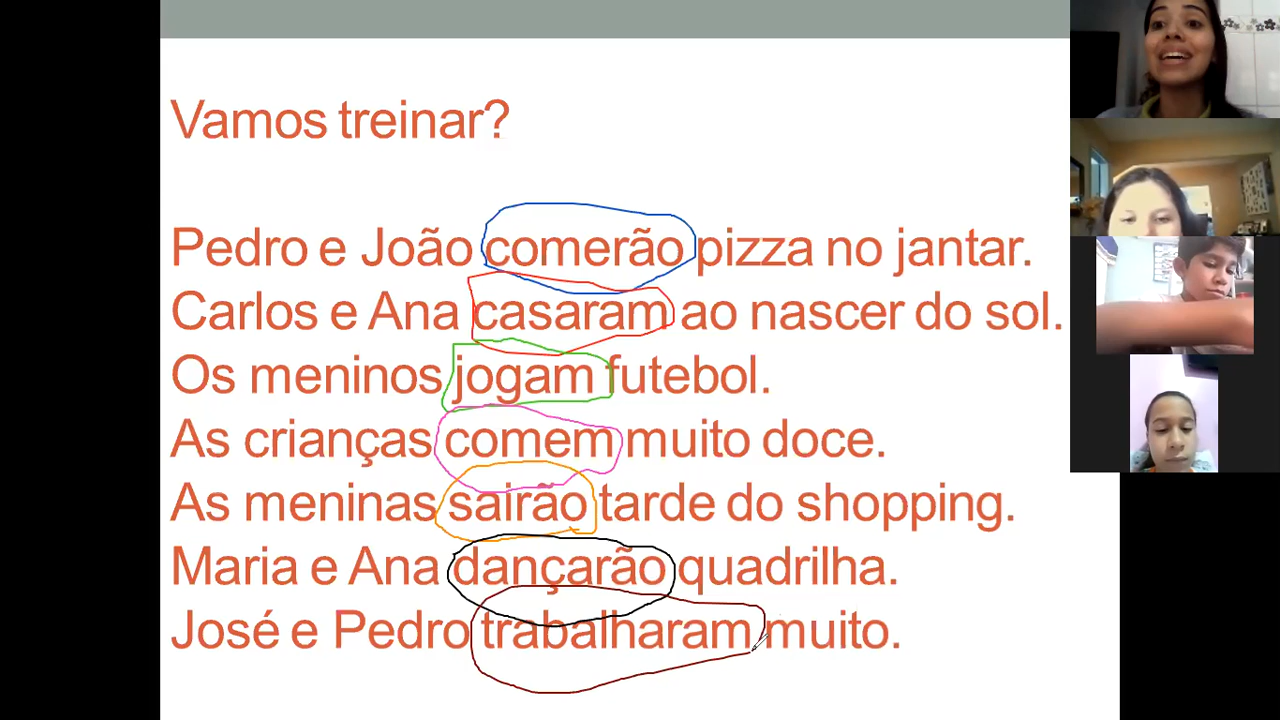 Vamos treinar?
Pedro e João comerão pizza no jantar.
Carlos e Ana casaram ao nascer do sol.
Os meninos jogam futebol.
As crianças comem muito doce.
As meninas sairão tarde do shopping.
Maria e Ana dançarão quadrilha.
José e Pedro trabalharam muito.